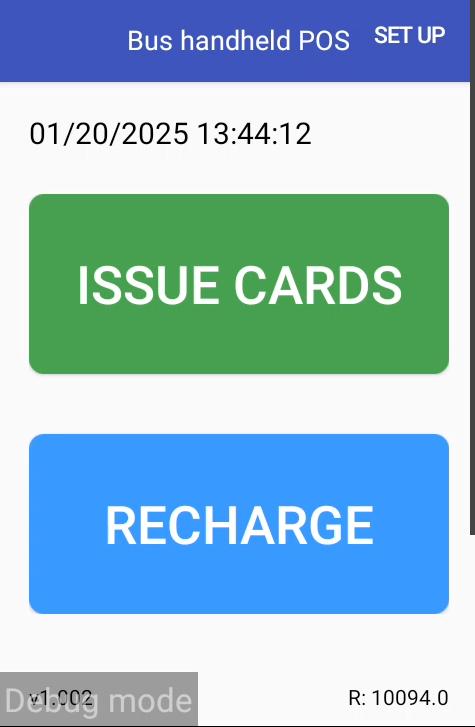 Bus handheld POS SET UP
01/20/2025 13:44:12
ISSUE CARDS
RECHARGE
v1.002
Debug mode
R: 10094.0